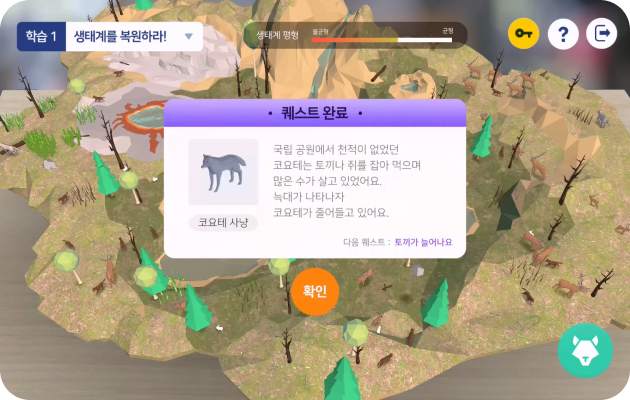 학습 1
생태계를 복원하라!
생태계 평형
불균형
균형
?
• 퀘스트 완료 •
국립 공원에서 천적이 없었던
코요테는 토끼나 쥐를 잡아 먹으며
많은 수가 살고 있었어요.
늑대가 나타나자
코요테가 줄어들고 있어요.
코요테 사냥
다음 퀘스트 : 토끼가 늘어나요
확인